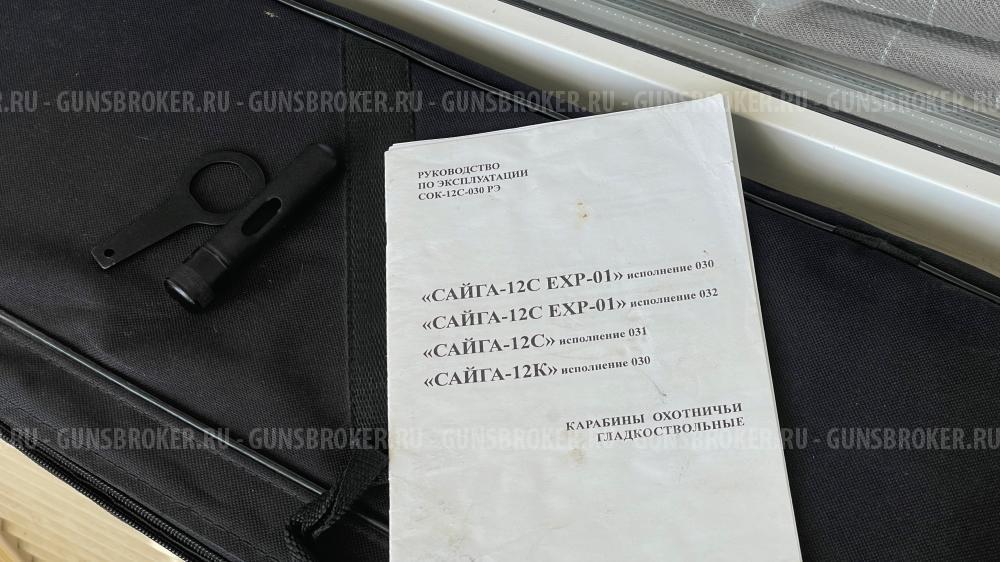 .RU - GUNSBROKER.RU - GUNSBROKER.RU - GUNSBROKER.RU - GUNSBROKER.RU - GUNSBROKER.RU
РУКОВОДСТВО
ПО ЭКСПЛУАТАЦИИ
СОК-12С-030 РЭ
«САЙГА-12С EXP-01» исполнение 030
«САЙГА-12С EXP-01» исполнение 032
«САЙГА-12С» исполнение 031
«САЙГА-12К» исполнение 030
КАРАБИНЫ ОХОТНИЧЬИ
ГЛАДКОСТВОЛЬНЫЕ
.RU - GUNSBROKER.RU - GUNSBROKER.RU - GUNSBROKER.RU - GUNSBROKER.RU - GUNSBROKER.RU